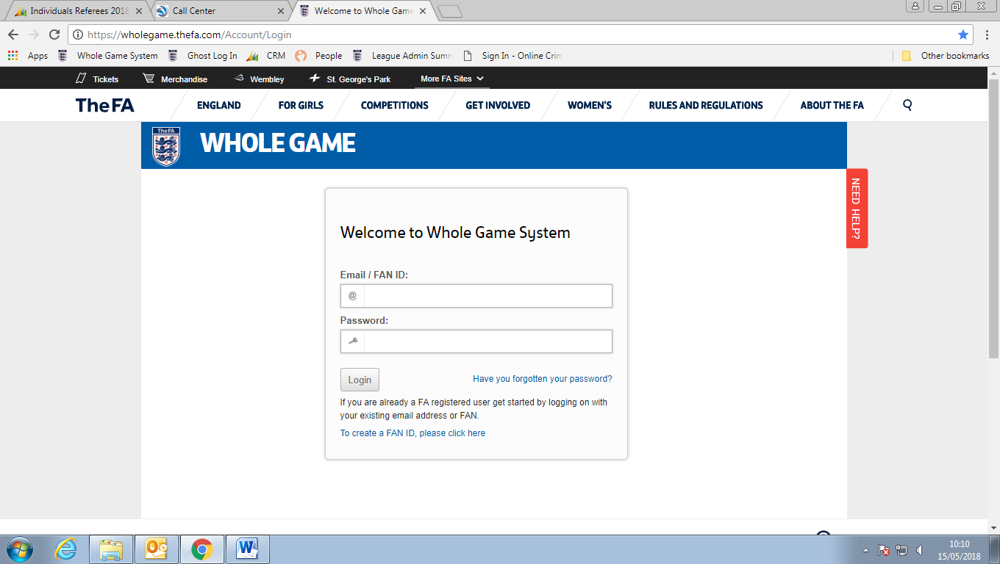 Individuals Referees 2018
Call Center
Welcome to Whole Game
https://wholegame.thefa.com/Account/Login
Apps
Whole Game System
Ghost Log In
CRM
People
League Admin Sum
Sign In - Online Crim
Other bookmarks
Tickets
Merchandise
Wembley
St. George's Park
More FA Sites
The FA
ENGLAND
FOR GIRLS
COMPETITIONS
GET INVOLVED
WOMEN'S
RULES AND REGULATIONS
ABOUT THE FA
TheFA
WHOLE GAME
NEED HELP?
Welcome to Whole Game System
Email / FAN ID:
@
Password:
Login
Have you forgotten your password?
If you are already a FA registered user get started by logging on with
your existing email address or FAN.
To create a FAN ID, please click here
10:10
15/05/2018